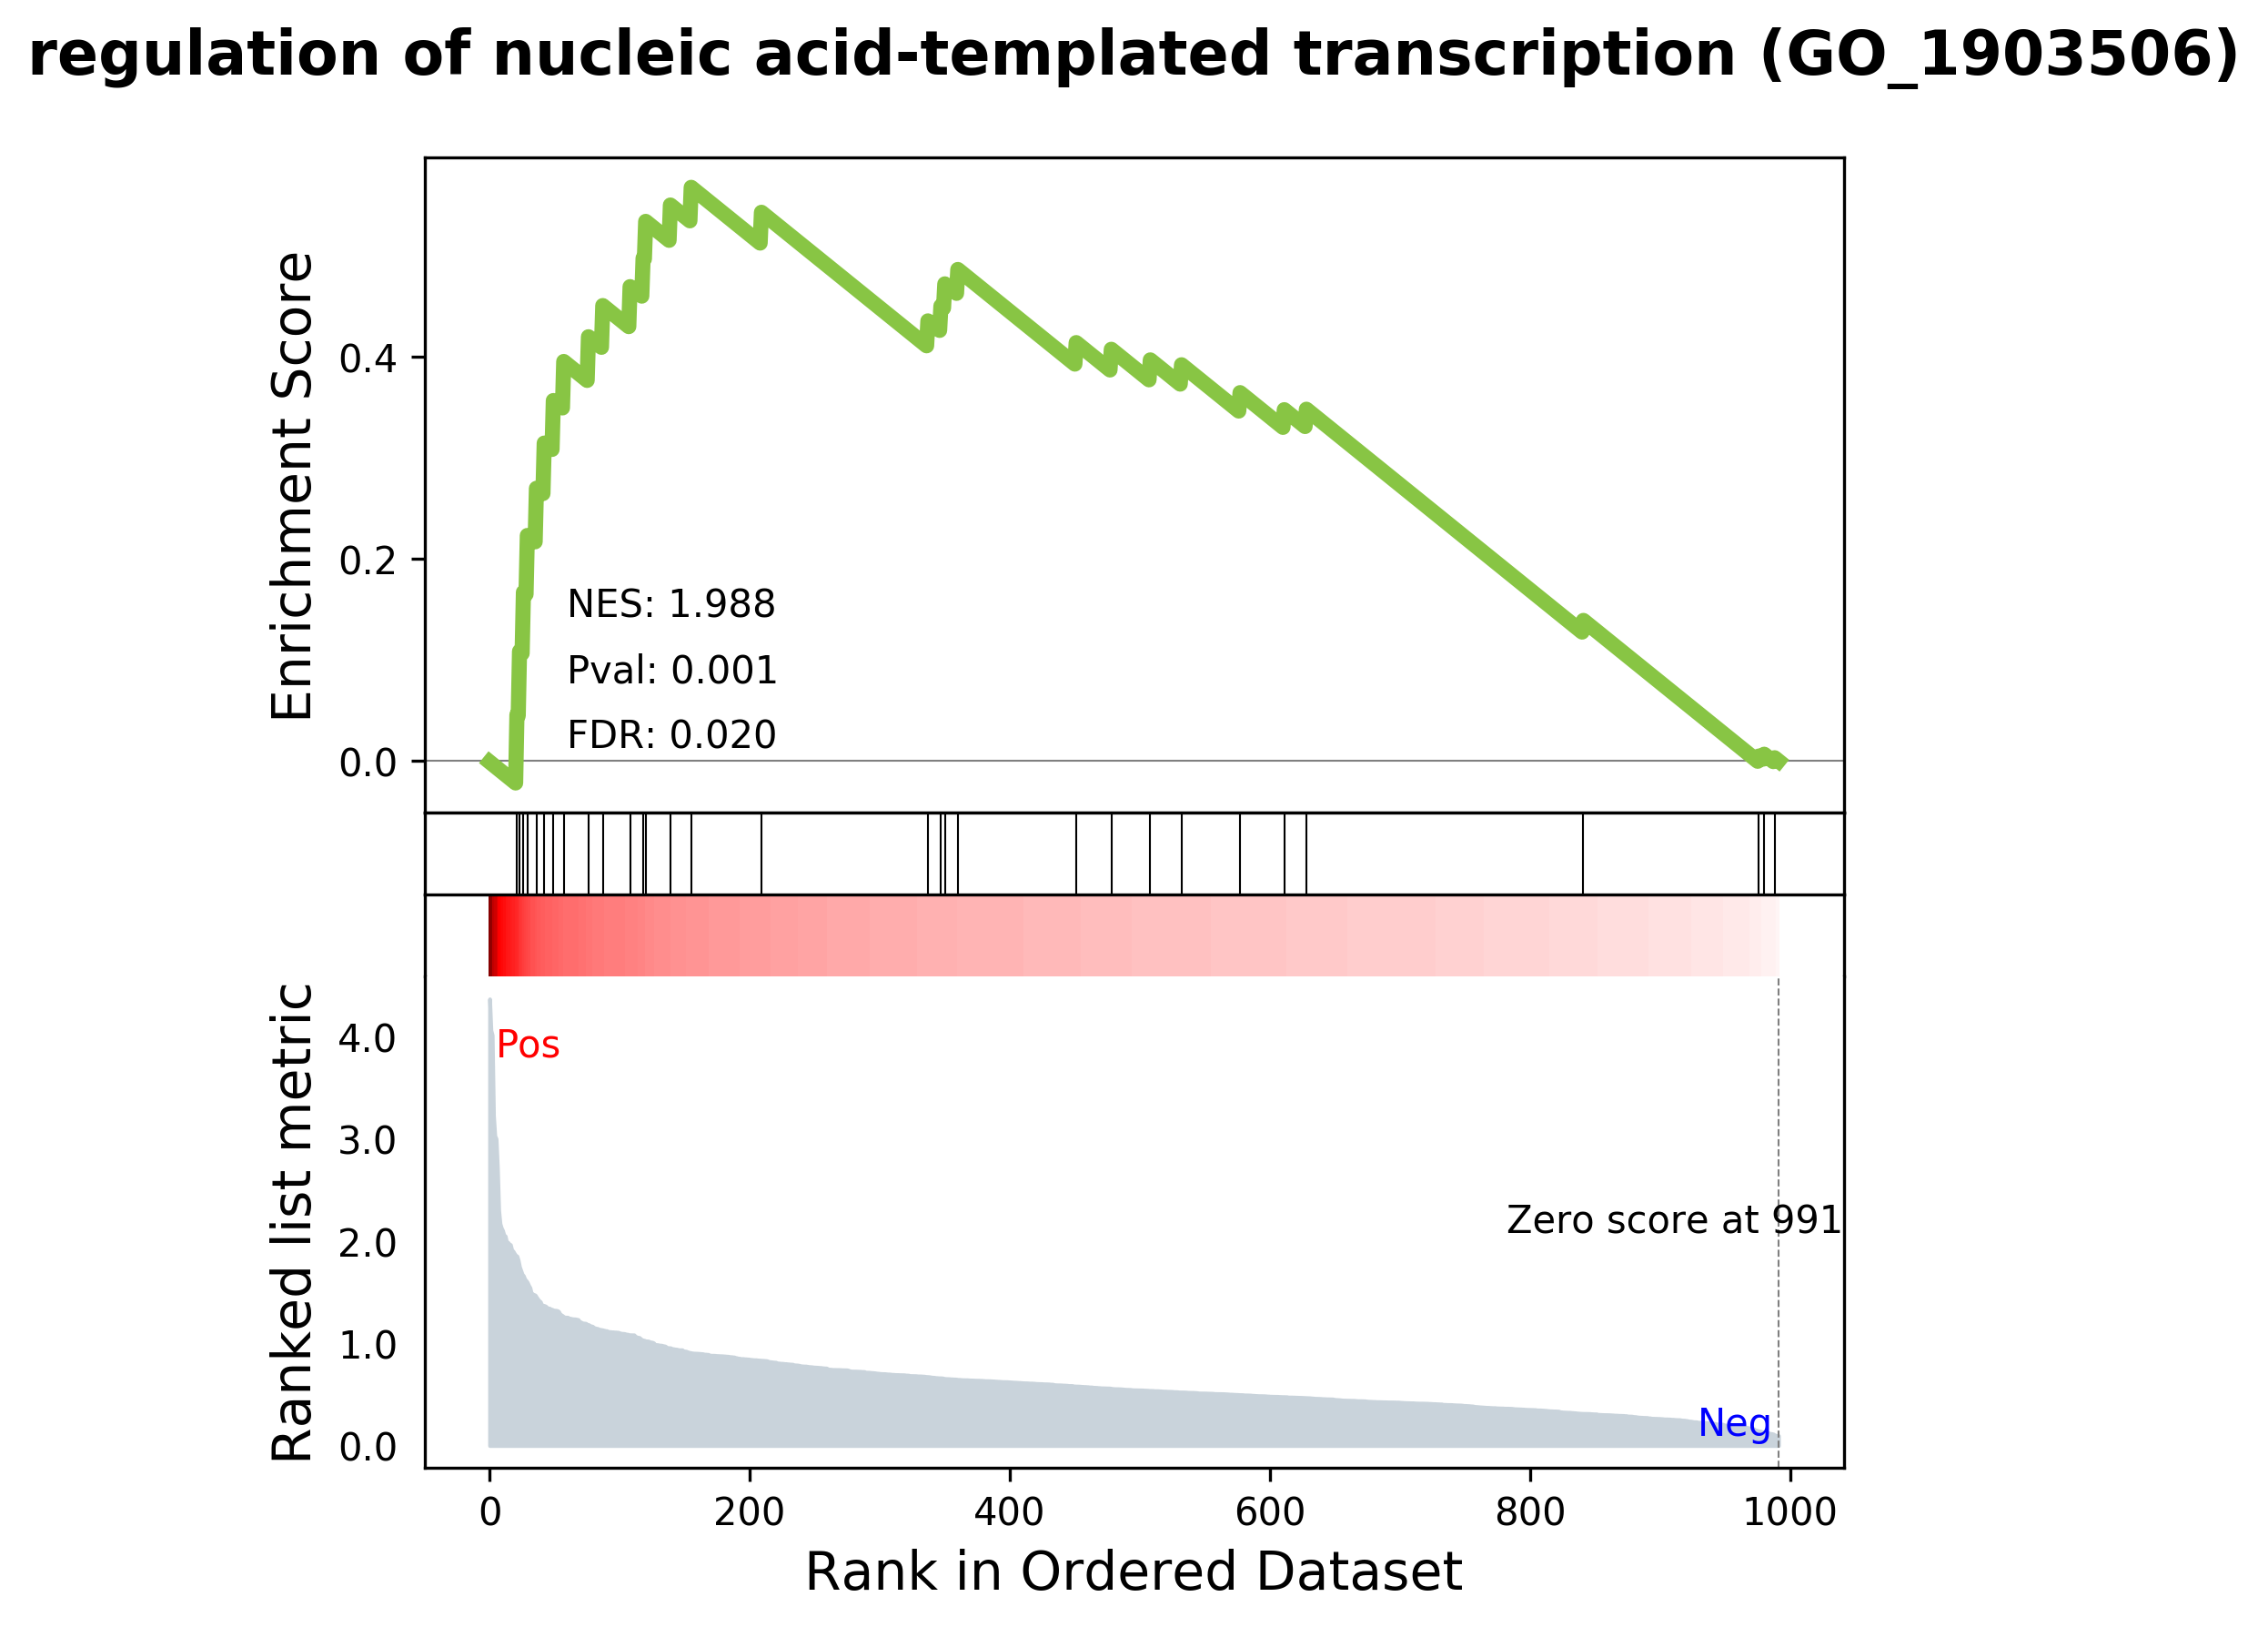 regulation of nucleic acid-templated transcription (GO_1903506)
Enrichment Score
0.4
0.2
0.0
NES: 1.988
Pval: 0.001
FDR: 0.020
Ranked list metric
4.0
3.0
2.0
1.0
0.0
Pos
Zero score at 991
Neg
0 200 400 600 800 1000
Rank in Ordered Dataset